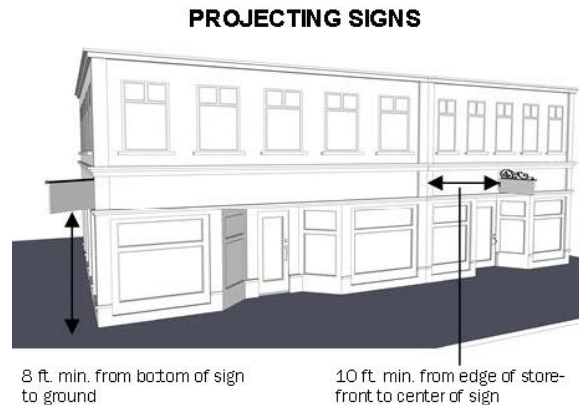 PROJECTING SIGNS
8 ft. min. from bottom of sign
to ground
10 ft. min. from edge of store-
front to center of sign